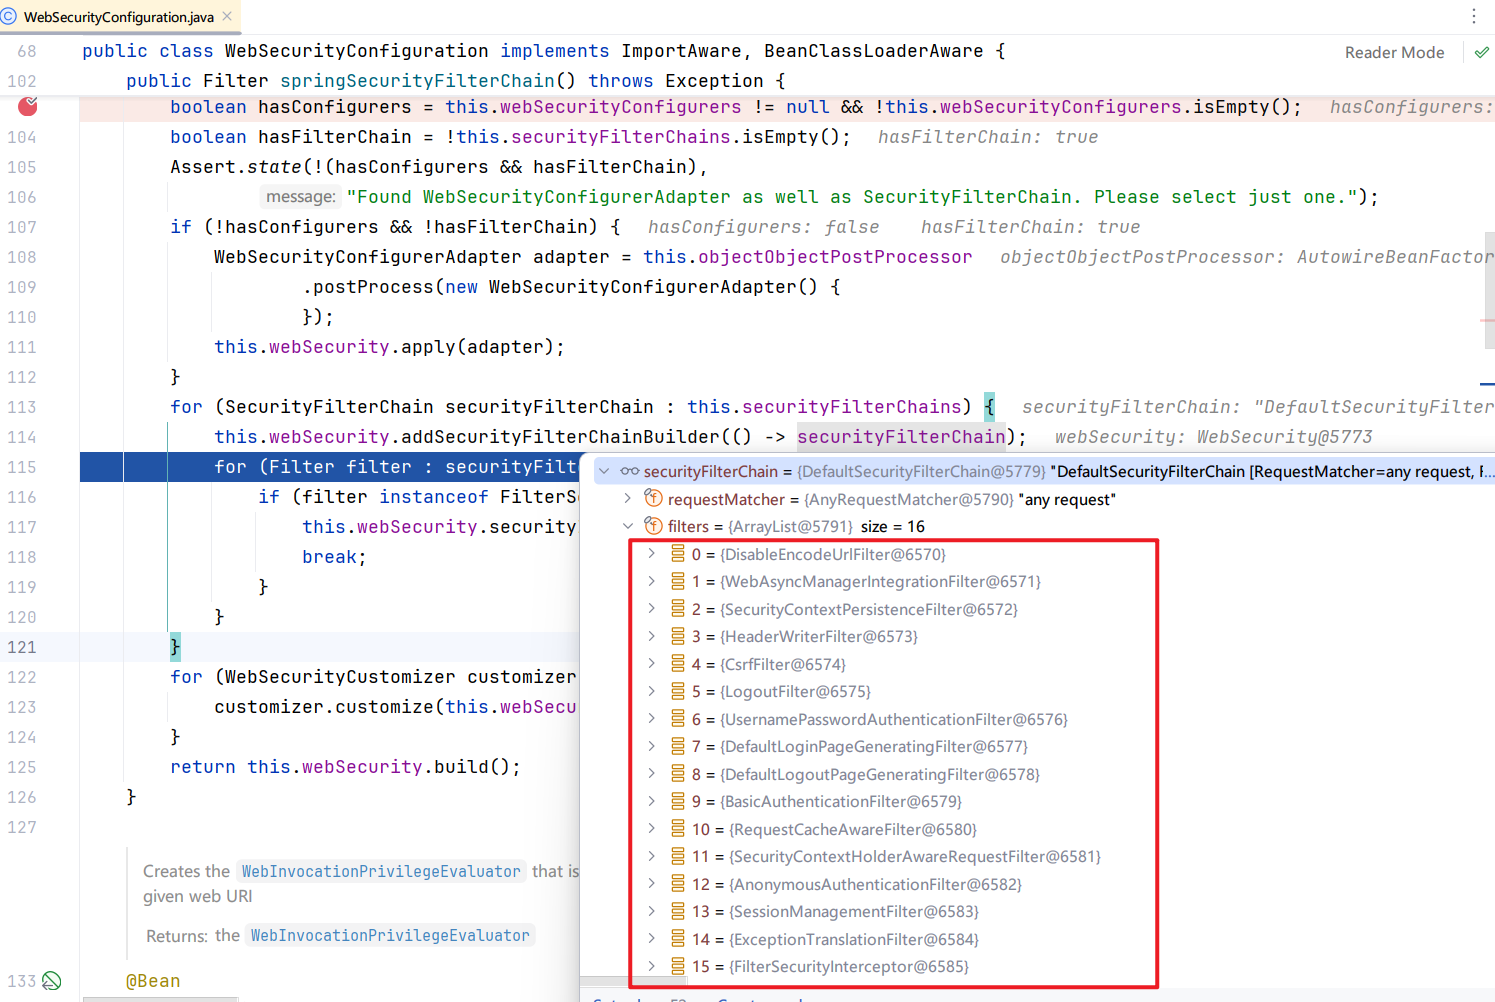 WebSecurityConfiguration.java
68 public class WebSecurityConfiguration implements ImportAware, BeanClassLoaderAware {
Reader Mode
102 public Filter springSecurityFilterChain() throws Exception {
boolean hasConfigurers = this.webSecurityConfigurers != null && !this.webSecurityConfigurers.isEmpty(); hasConfigurers:
104 boolean hasFilterChain = !this.securityFilterChains.isEmpty(); hasFilterChain: true
105 Assert.state(!(hasConfigurers && hasFilterChain),
106 message: "Found WebSecurityConfigurerAdapter as well as SecurityFilterChain. Please select just one.");
107 if (!hasConfigurers && !hasFilterChain) { hasConfigurers: false hasFilterChain: true
108 WebSecurityConfigurerAdapter adapter = this.objectObjectPostProcessor objectObjectPostProcessor: AutowireBeanFactor
109 .postProcess(new WebSecurityConfigurerAdapter() {
110 });
111 this.webSecurity.apply(adapter);
112 }
113 for (SecurityFilterChain securityFilterChain : this.securityFilterChains) { securityFilterChain: "DefaultSecurityFilter
114 this.webSecurity.addSecurityFilterChainBuilder(() -> securityFilterChain); webSecurity: WebSecurity@5773
115 for (Filter filter : securityFilt
116 if (filter instanceof FilterSe
117 this.webSecurity.security
118 break;
119 }
120 }
121 }
122 for (WebSecurityCustomizer customizer
123 customizer.customize(this.webSecu
124 }
125 return this.webSecurity.build();
126 }
127
Creates the WebInvocationPrivilegeEvaluator that is
given web URI
Returns: the WebInvocationPrivilegeEvaluator
133 @Bean
securityFilterChain = {DefaultSecurityFilterChain@5779} "DefaultSecurityFilterChain [RequestMatcher=any request, F...
requestMatcher = {AnyRequestMatcher@5790} "any request"
filters = {ArrayList@5791} size = 16
0 = {DisableEncodeUrlFilter@6570}
1 = {WebAsyncManagerIntegrationFilter@6571}
2 = {SecurityContextPersistenceFilter@6572}
3 = {HeaderWriterFilter@6573}
4 = {CsrfFilter@6574}
5 = {LogoutFilter@6575}
6 = {UsernamePasswordAuthenticationFilter@6576}
7 = {DefaultLoginPageGeneratingFilter@6577}
8 = {DefaultLogoutPageGeneratingFilter@6578}
9 = {BasicAuthenticationFilter@6579}
10 = {RequestCacheAwareFilter@6580}
11 = {SecurityContextHolderAwareRequestFilter@6581}
12 = {AnonymousAuthenticationFilter@6582}
13 = {SessionManagementFilter@6583}
14 = {ExceptionTranslationFilter@6584}
15 = {FilterSecurityInterceptor@6585}